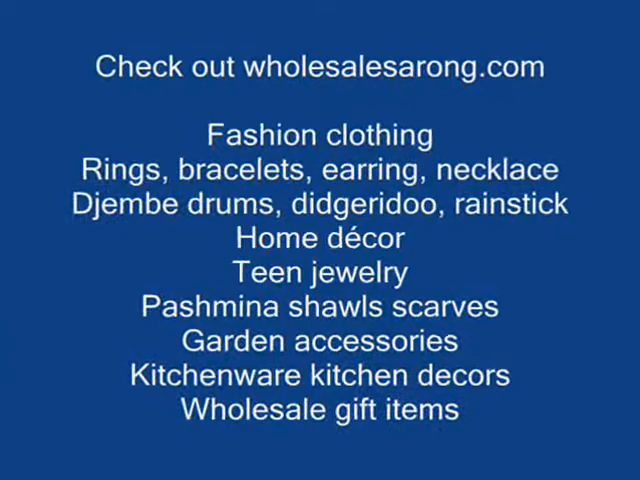 Check out wholesalesarong.com
Fashion clothing
Rings, bracelets, earring, necklace
Djembe drums, didgeridoo, rainstick
Home décor
Teen jewelry
Pashmina shawls scarves
Garden accessories
Kitchenware kitchen decors
Wholesale gift items